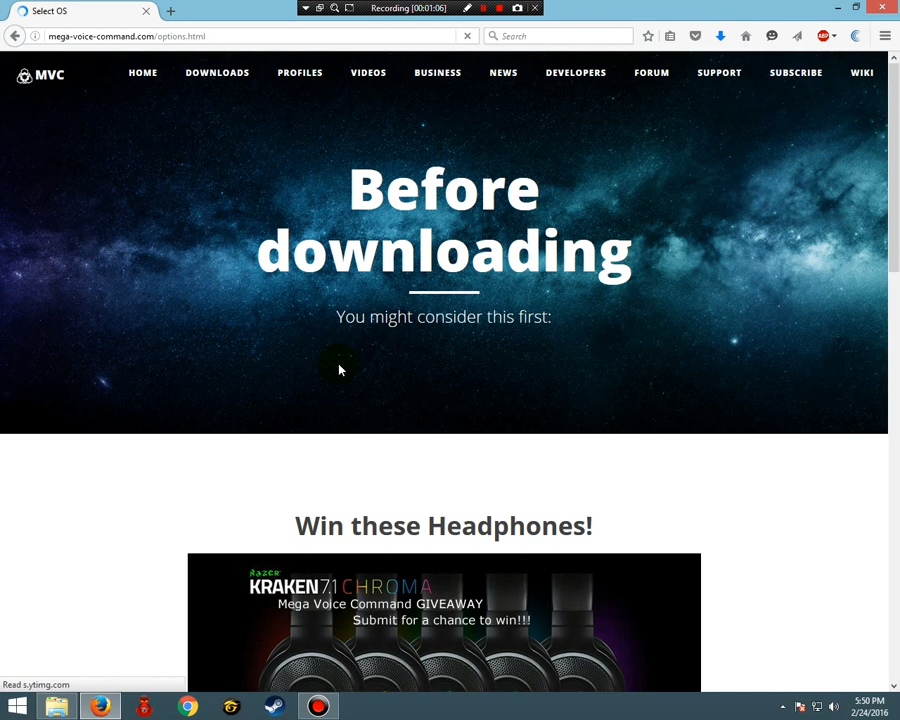 Select OS
Recording [00:01:06]
mega-voice-command.com/options.html
Search
ABP
MVC
HOME DOWNLOADS PROFILES VIDEOS BUSINESS NEWS DEVELOPERS FORUM SUPPORT SUBSCRIBE WIKI
Before
downloading
You might consider this first:
Win these Headphones!
RAZER
KRAKEN 7.1 CHROMA
Mega Voice Command GIVEAWAY
Submit for a chance to win!!!
Read s.ytimg.com
5:50 PM
2/24/2016